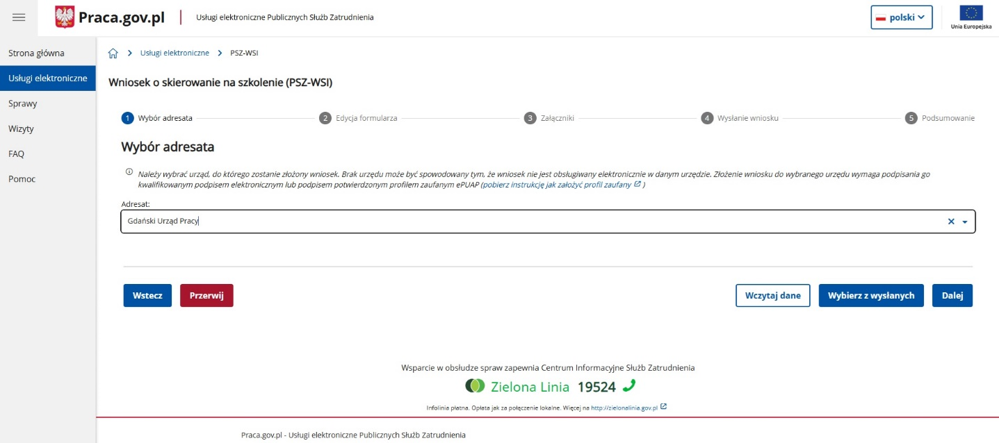 Praca.gov.pl
Usługi elektroniczne Publicznych Służb Zatrudnienia
polski
Unia Europejska
Strona główna
Usługi elektroniczne
Sprawy
Wizyty
FAQ
Pomoc
Usługi elektroniczne
PSZ-WSI
Wniosek o skierowanie na szkolenie (PSZ-WSI)
1 Wybór adresata
2 Edycja formularza
3 Załączniki
4 Wysłanie wniosku
5 Podsumowanie
Wybór adresata
Należy wybrać urząd, do którego zostanie złożony wniosek. Brak urzędu może być spowodowany tym, że wniosek nie jest obsługiwany elektronicznie w danym urzędzie. Złożenie wniosku do wybranego urzędu wymaga podpisania go
kwalifikowanym podpisem elektronicznym lub podpisem potwierdzonym profilem zaufanym ePUAP (pobierz instrukcję jak założyć profil zaufany )
Adresat:
Gdański Urząd Pracy
Wstecz
Przerwij
Wczytaj dane
Wybierz z wysłanych
Dalej
Wsparcie w obsłudze spraw zapewnia Centrum Informacyjne Służb Zatrudnienia
Zielona Linia 19524
Infolinia płatna. Opłata jak za połączenie lokalne. Więcej na http://zielonalinia.gov.pl
Praca.gov.pl - Usługi elektroniczne Publicznych Służb Zatrudnienia